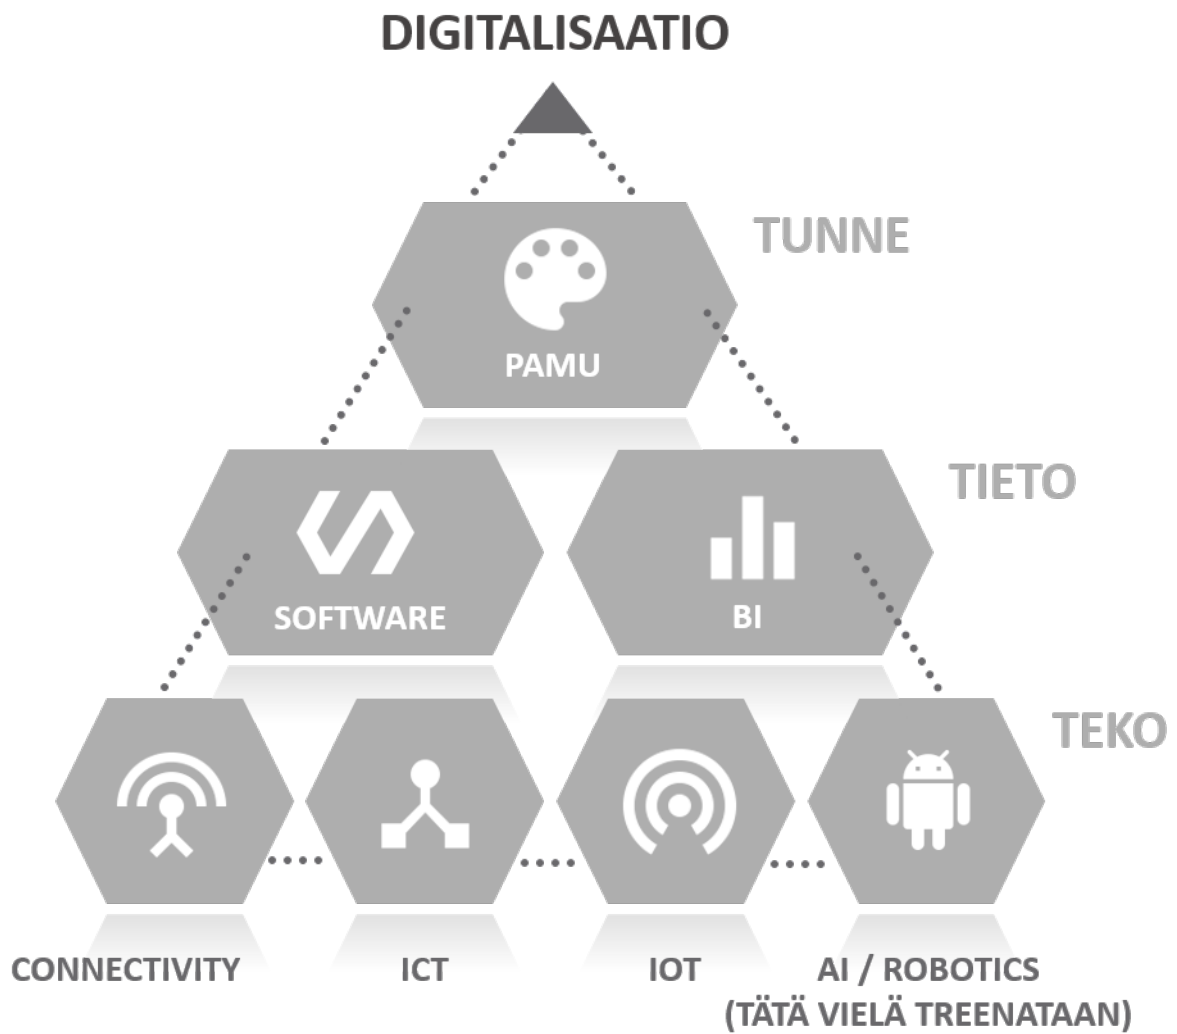 DIGITALISAATIO
TUNNE
PAMU
TIETO
SOFTWARE
BI
TEKO
CONNECTIVITY
ICT
IOT
AI / ROBOTICS
(TÄTÄ VIELÄ TREENATAAN)